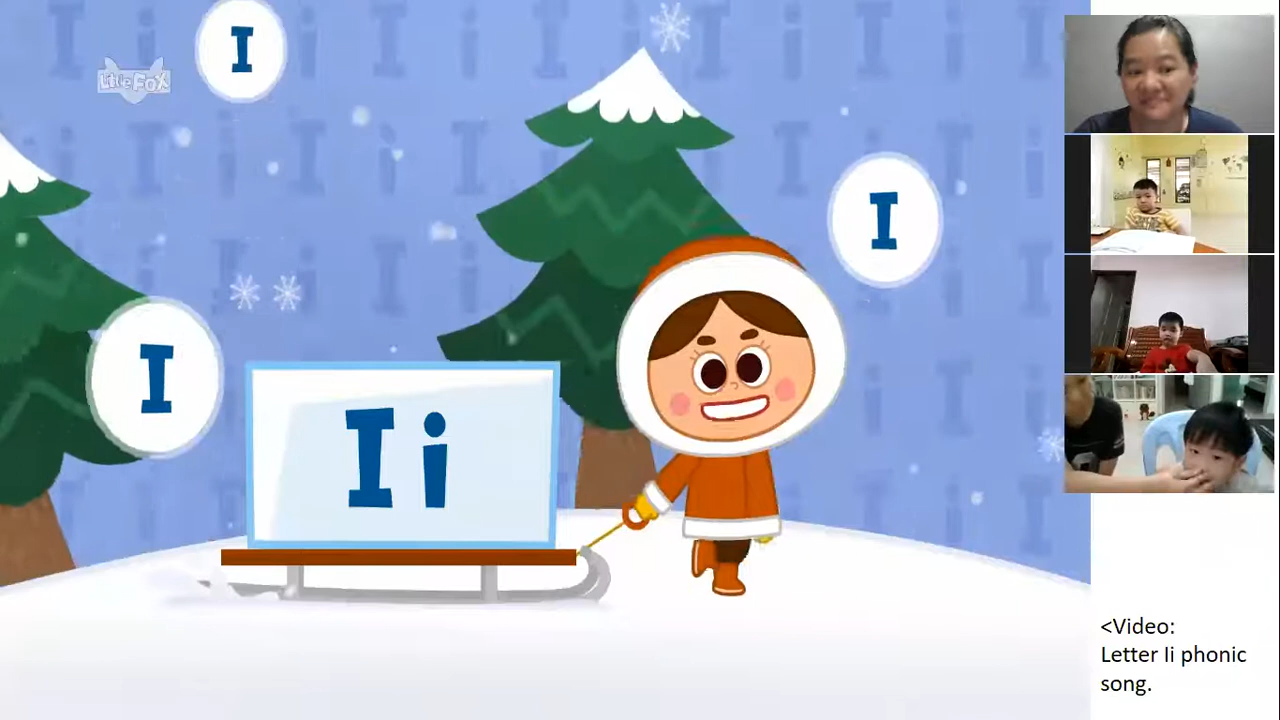 I
Little Fox
I
I
I i
<Video:
Letter Ii phonic
song.